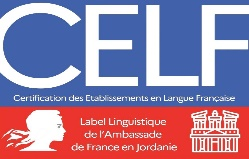 CELF
Certification des Etablissements en Langue Française
Label Linguistique
de l'Ambassade
de France en Jordanie